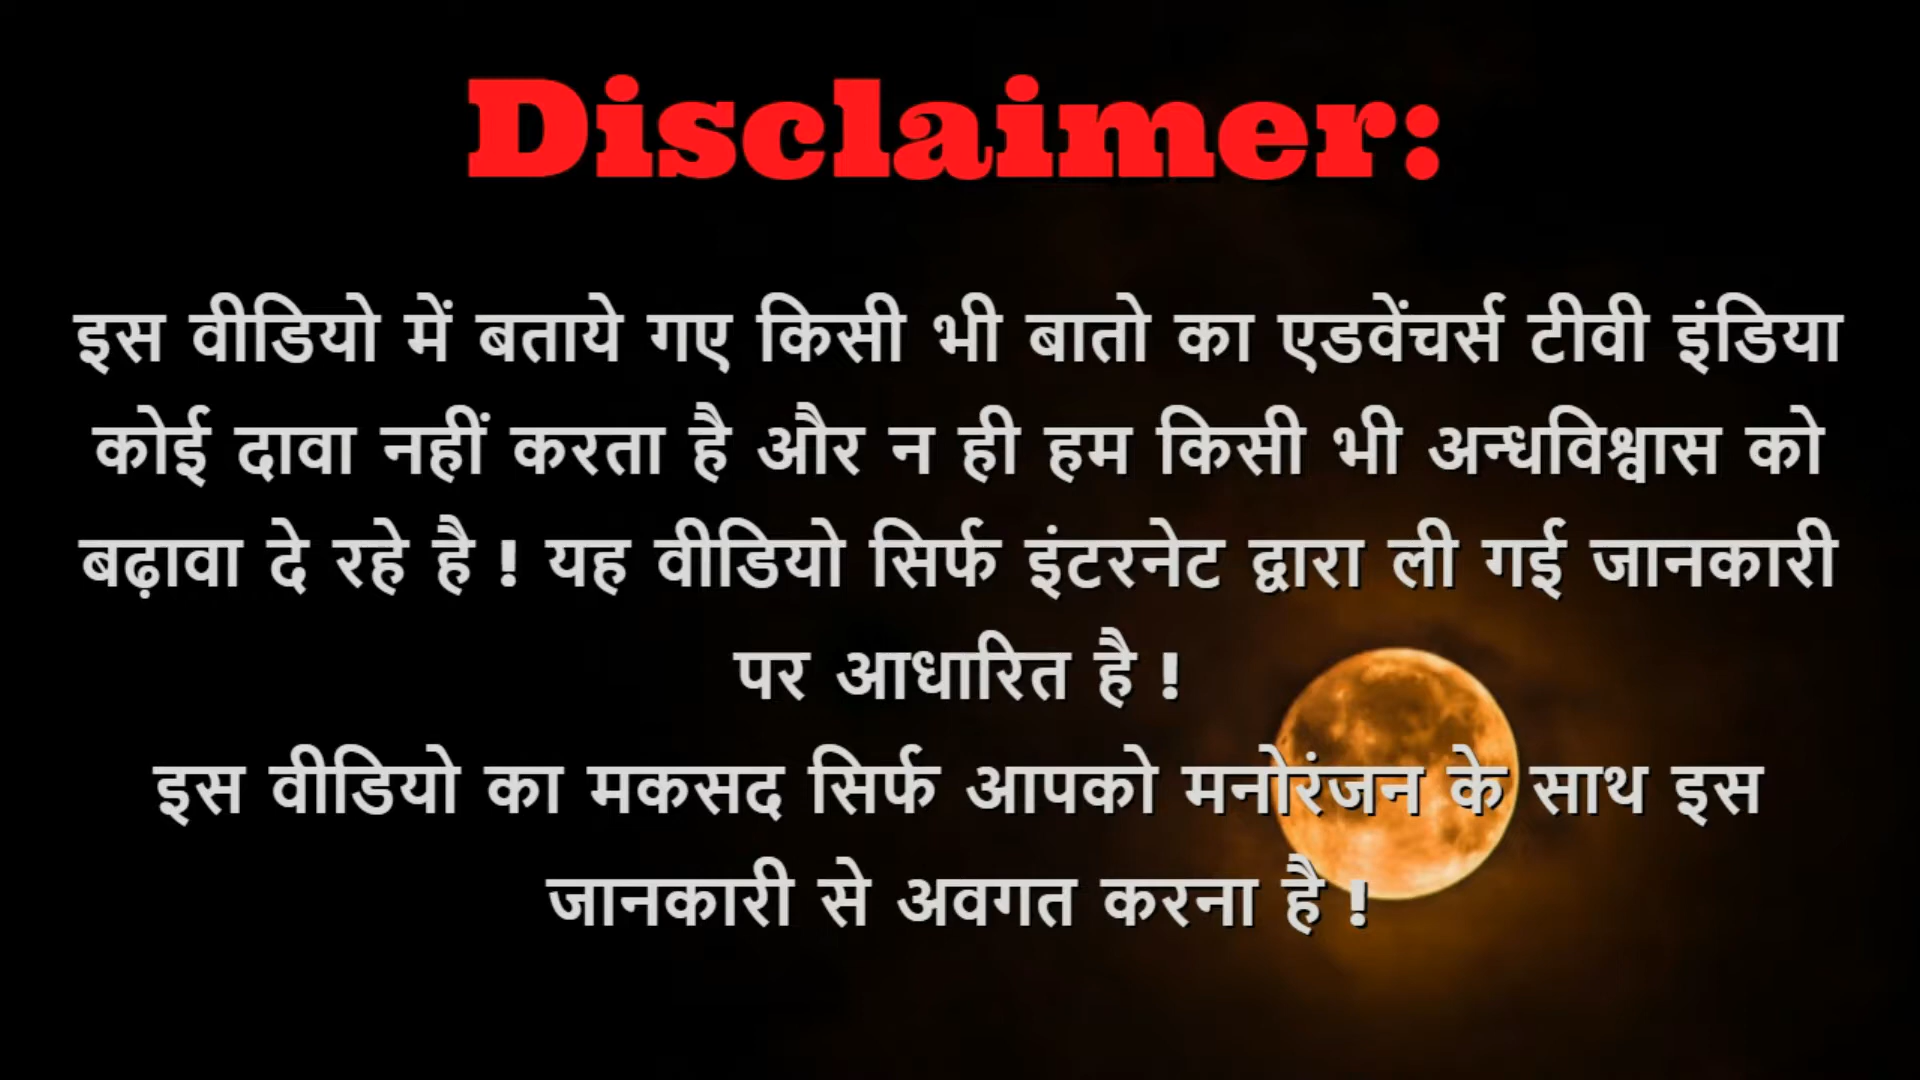 Disclaimer:
इस वीडियो में बताये गए किसी भी बातो का एडवेंचर्स टीवी इंडिया
कोई दावा नहीं करता है और न ही हम किसी भी अन्धविश्वास को
बढ़ावा दे रहे है ! यह वीडियो सिर्फ इंटरनेट द्वारा ली गई जानकारी
पर आधारित है !
इस वीडियो का मकसद सिर्फ आपको मनोरंजन के साथ इस
जानकारी से अवगत करना है !